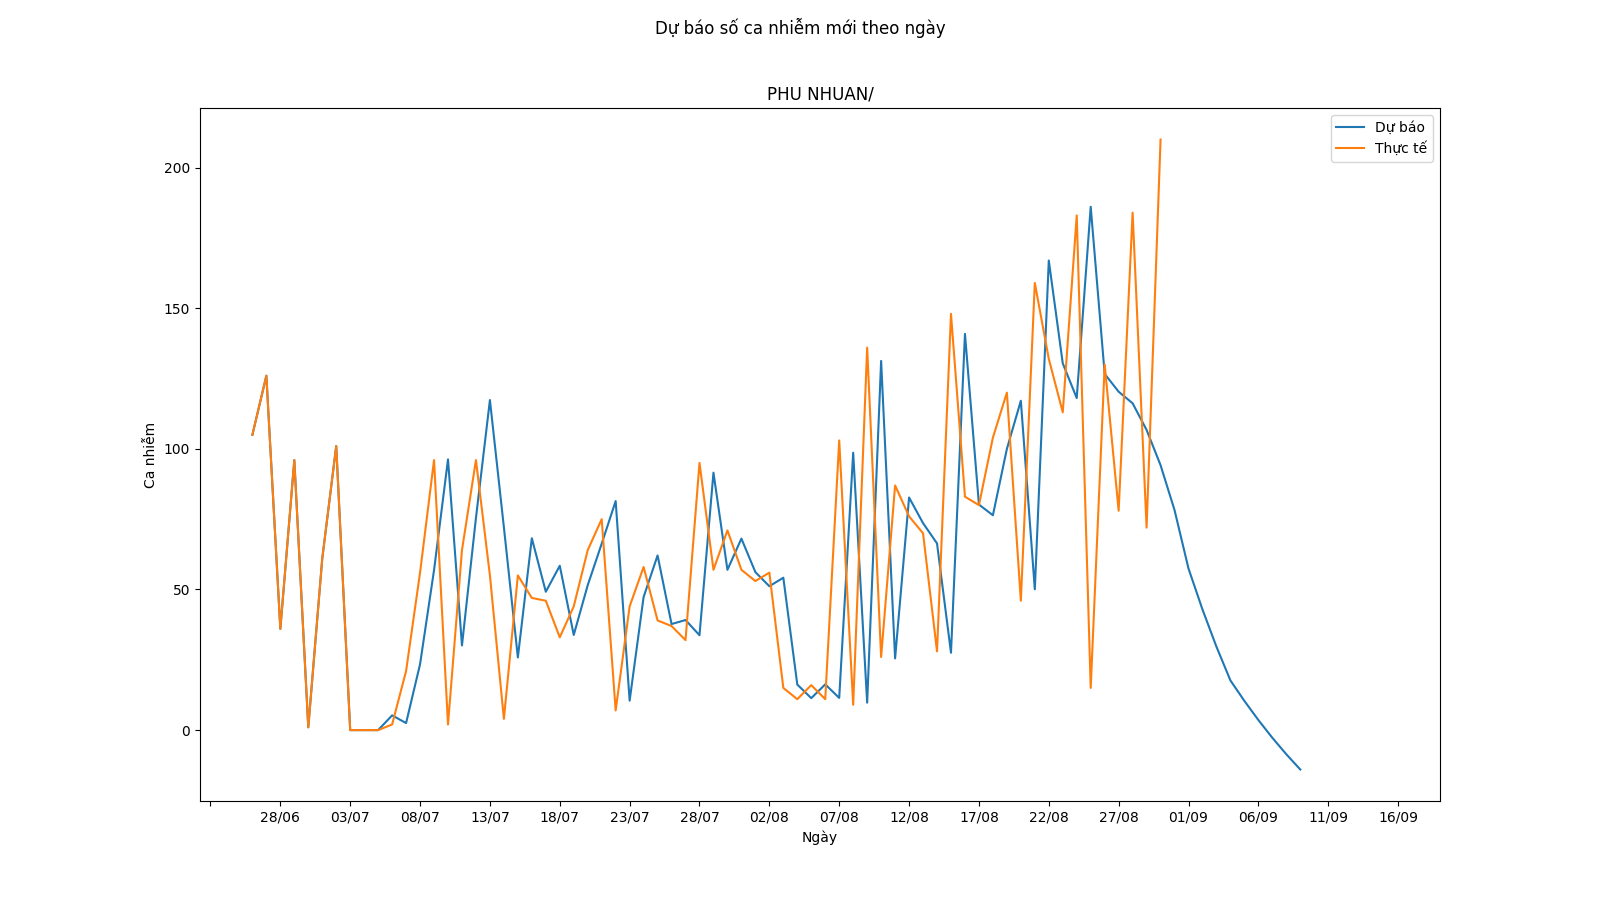 Dự báo số ca nhiễm mới theo ngày
PHU NHUAN/
Dự báo
Thực tế
200
150
100
50
0
Ca nhiễm
28/06 03/07 08/07 13/07 18/07 23/07 28/07 02/08 07/08 12/08 17/08 22/08 27/08 01/09 06/09 11/09 16/09
Ngày